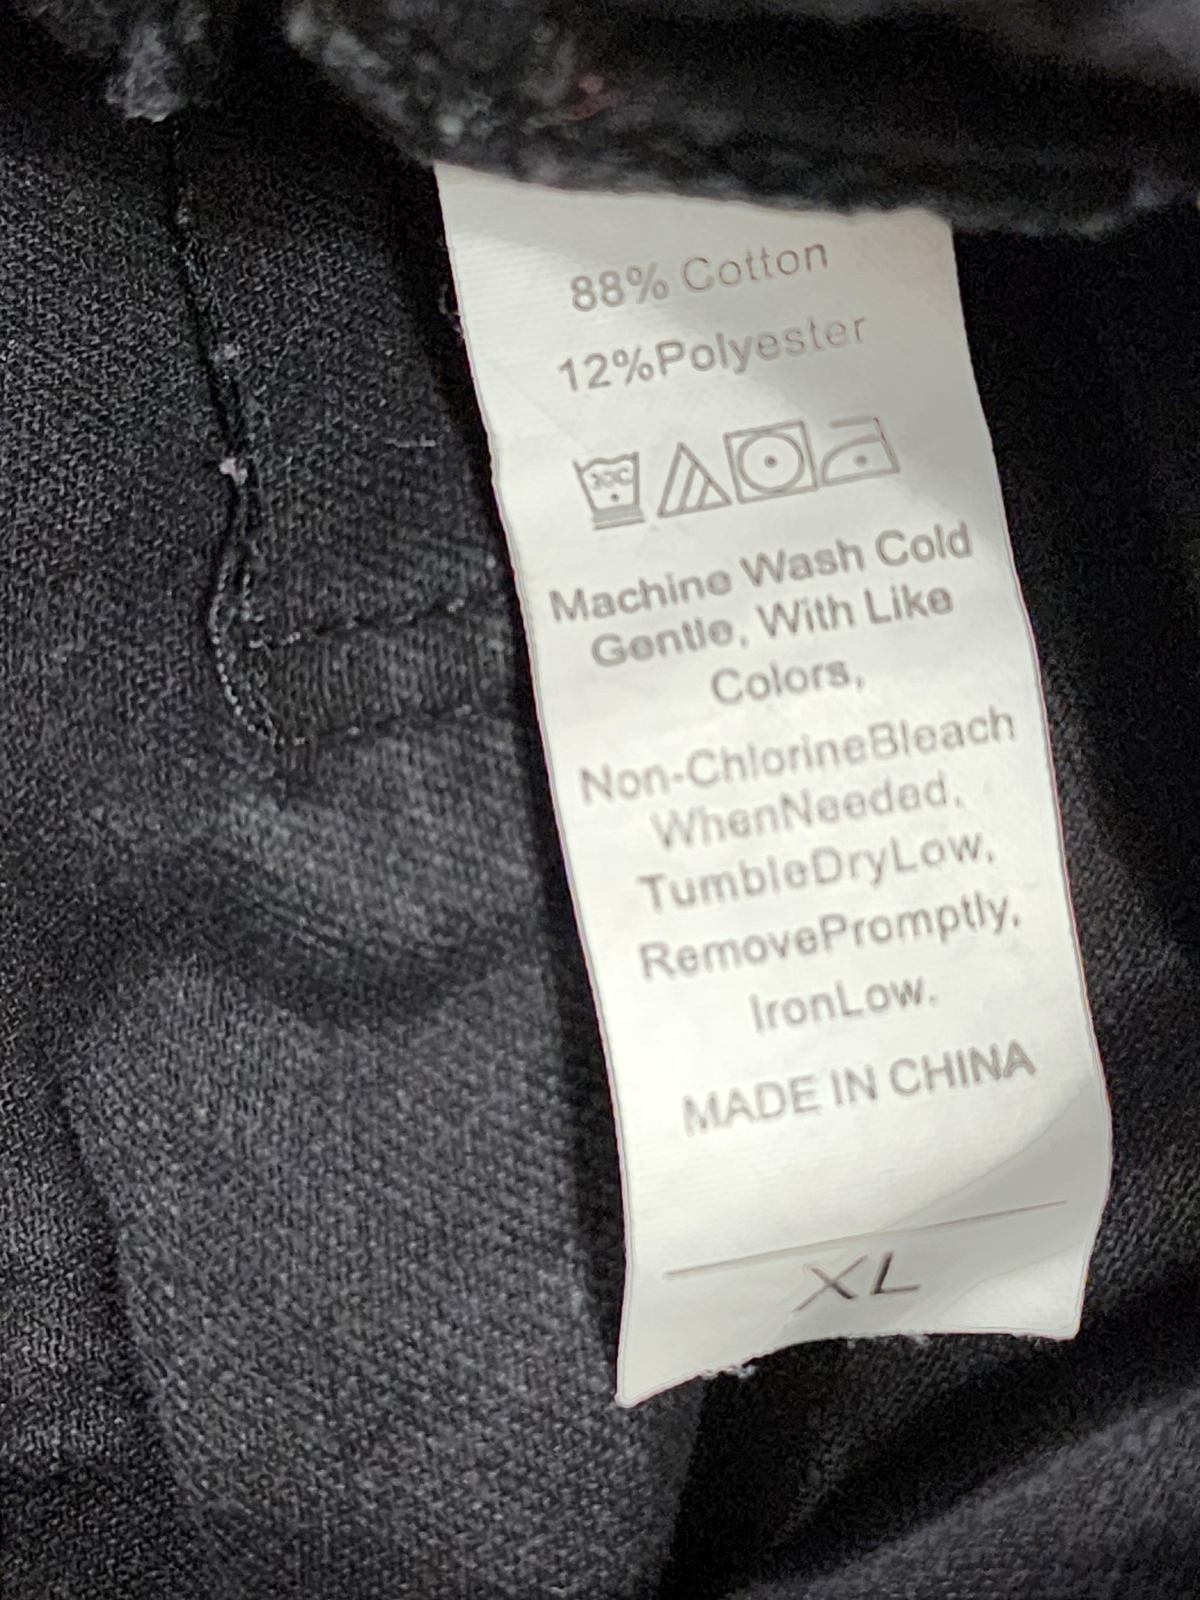 88% Cotton
12%Polyester
30C
Machine Wash Cold
Gentle, With Like
Colors,
Non-ChlorineBleach
WhenNeeded,
TumbleDryLow,
RemovePromptly,
IronLow.
MADE IN CHINA
XL